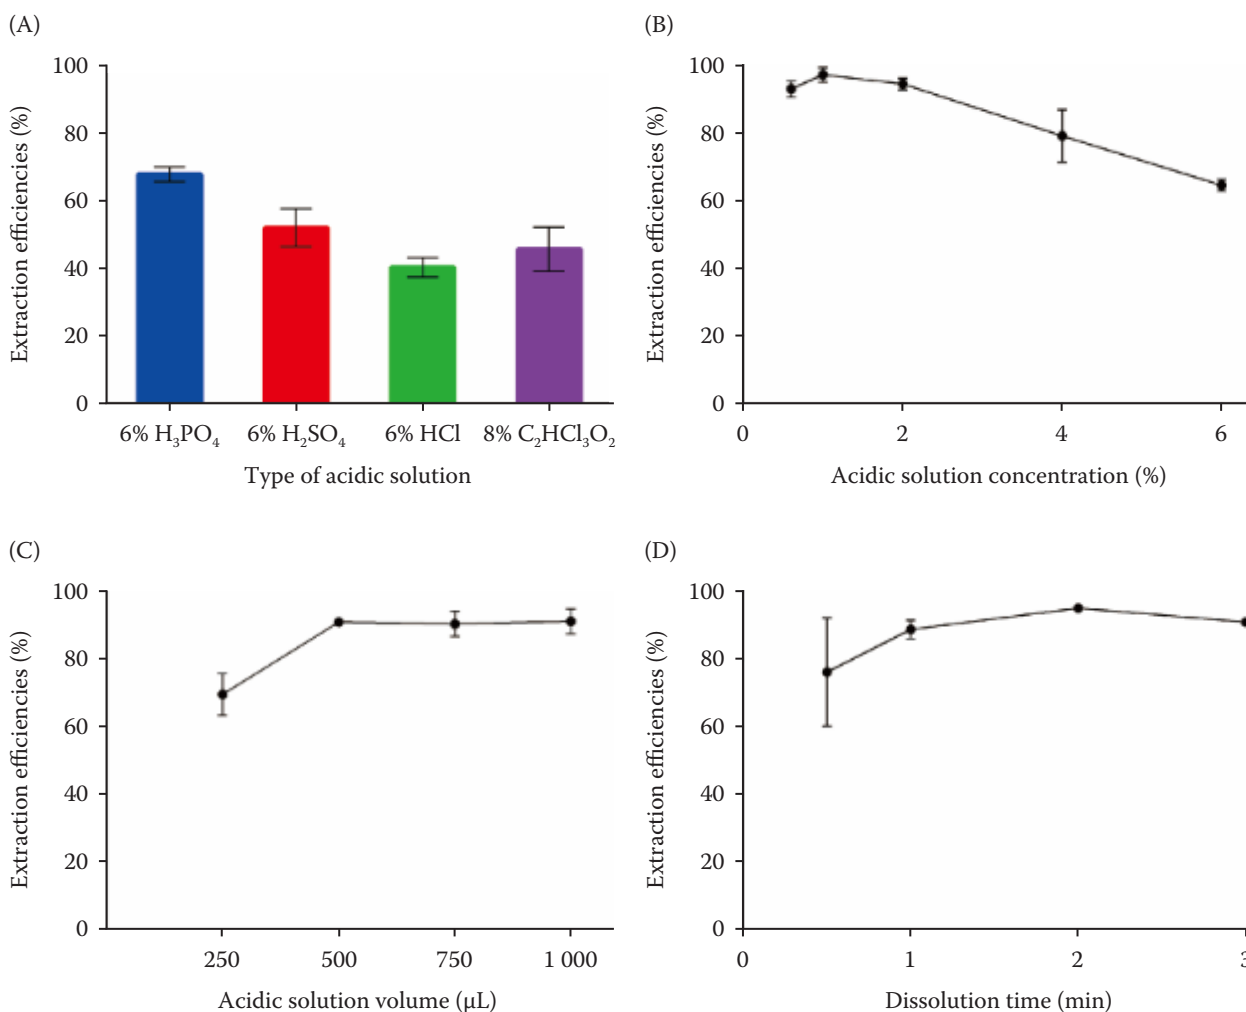 (A)
Extraction efficiencies (%)
100
80
60
40
20
0
6% H₃PO₄ 6% H₂SO₄ 6% HCl 8% C₂HCl₃O₂
Type of acidic solution
(B)
Extraction efficiencies (%)
100
80
60
40
20
0
0 2 4 6
Acidic solution concentration (%)
(C)
Extraction efficiencies (%)
100
80
60
40
20
0
250 500 750 1 000
Acidic solution volume (µL)
(D)
Extraction efficiencies (%)
100
80
60
40
20
0
0 1 2 3
Dissolution time (min)